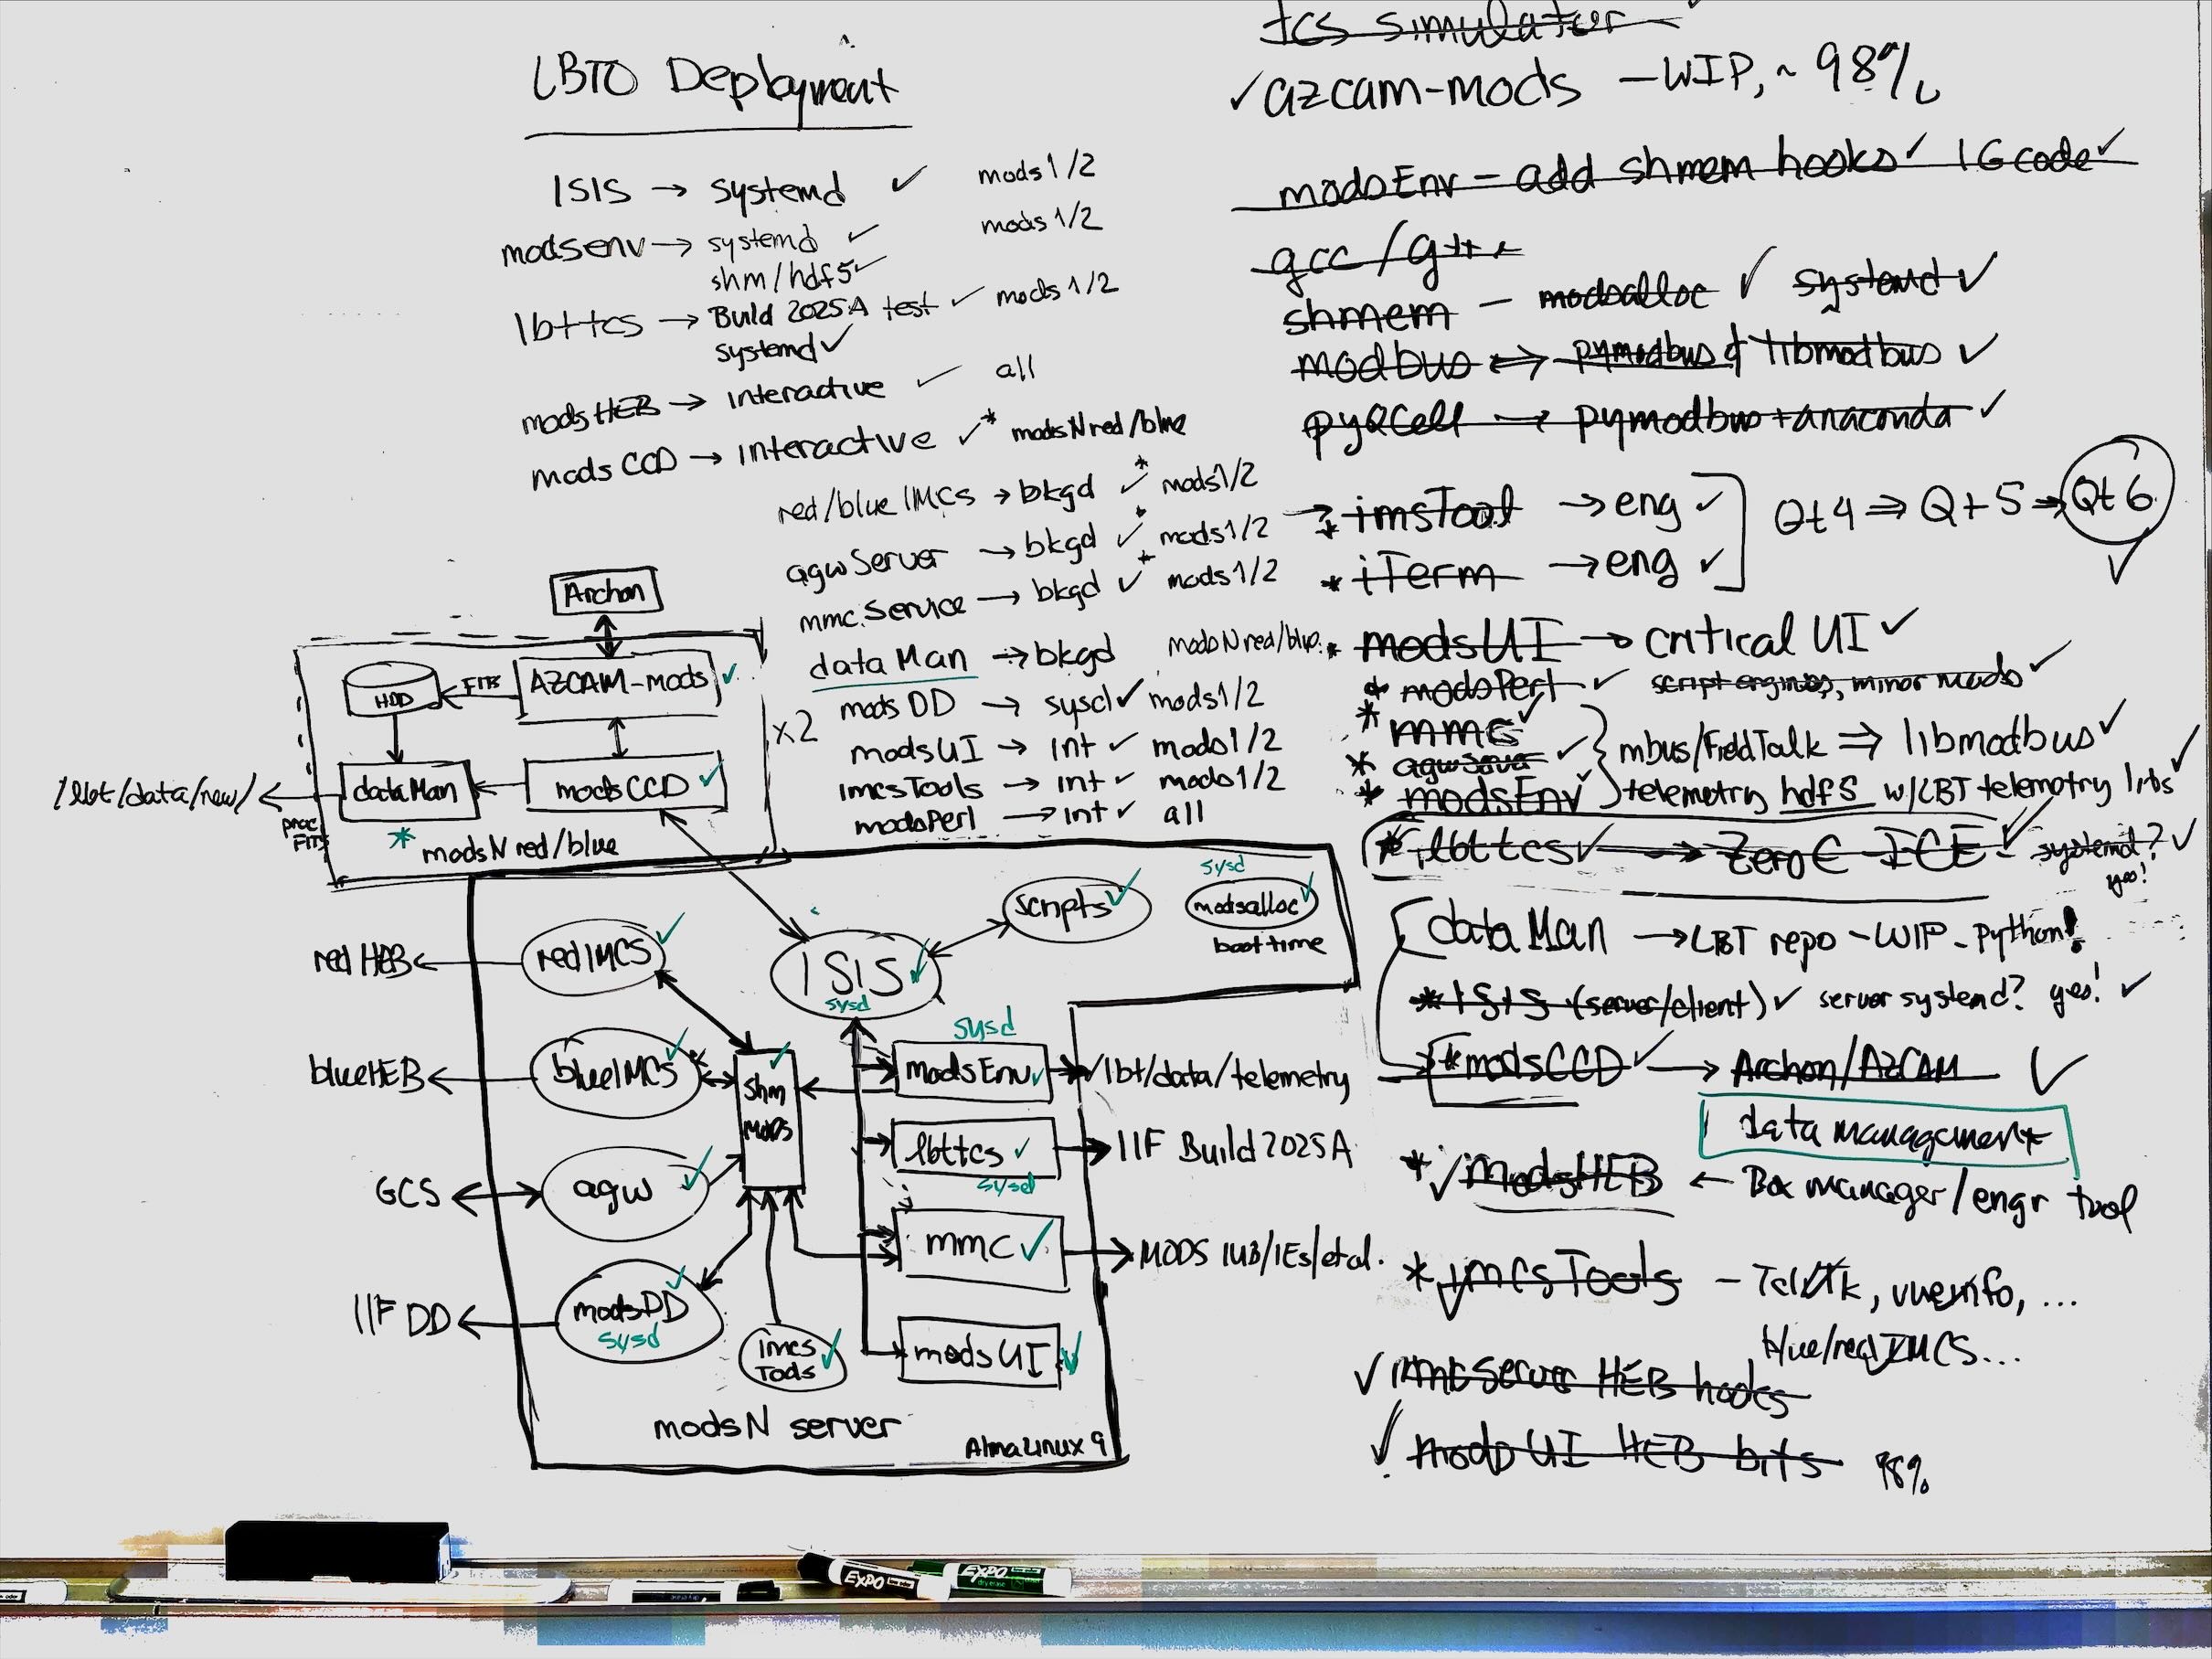 LBTO Deployment
ISIS → systemd ✓ mods1/2
modsenv → systemd ✓ mods1/2
shm/hdf5 ✓
lbttcs → Build 2025A test ✓ mods1/2
systemd ✓
modsHEB → interactive ✓ all
modsCCD → interactive ✓* modsN red/blue
red/blue IMCs → bkgd ✓* mods1/2
agwServer → bkgd ✓* mods1/2
mmcService → bkgd ✓* mods1/2
dataMan → bkgd modsN red/blue
modsDD → sysd ✓ mods1/2
modsUI → int ✓ mods1/2
imcsTools → int ✓ mods1/2
modsPerl → int ✓ all
Archon
HDD
FITS
AZCAM-mods ✓
x2
/lbt/data/new/
proc FITS
dataMan
modsCCD ✓
* modsN red/blue
scripts ✓
sysd
modsalloc ✓
boot time
red HEB
redIMCS ✓
ISIS ✓
sysd
blueHEB
blueIMCS ✓
shm MODS ✓
sysd
modsEnv ✓
/lbt/data/telemetry
lbttcs ✓
sysd
IIF Build 2025A
GCS
agw ✓
mmc ✓
MODS IUB/IEs/etal.
IIF DD
modsDD ✓
sysd
imcs Tools ✓
modsUI ✓
modsN server
AlmaLinux 9
tcs simulator
✓ azcam-mods — WIP, ~ 98%
modsEnv — add shmem hooks ✓ IG code ✓
gcc/g++
shmem — modsalloc ✓ systemd ✓
modbus ⇔ pymodbus & libmodbus ✓
pyQCell → pymodbus + anaconda ✓
* imsTool → eng ✓
* iTerm → eng ✓
Qt4 ⇒ Qt5 ⇒ Qt6 ✓
* modsUI → critical UI ✓
* modsPerl ✓ script engines, minor mods ✓
* mmc ✓
* agwServer ✓
mbus/FieldTalk ⇒ libmodbus ✓
* modsEnv ✓ telemetry hdf5 w/LBT telemetry libs ✓
* lbttcs ✓ → ZeroC ICE ✓ systemd? ✓
yes!
dataMan → LBT repo - WIP - Python!
* ISIS (server/client) ✓ server systemd? yes! ✓
* modsCCD ✓ → Archon/AzCAM ✓
data management
* ✓ modsHEB ← Box manager/engr tool
* imcsTools — Tcl/Tk, vueinfo, ...
blue/red IMCS...
✓ mmcServer HEB hooks
✓ modsUI HEB bits 98%
EXPO
EXPO